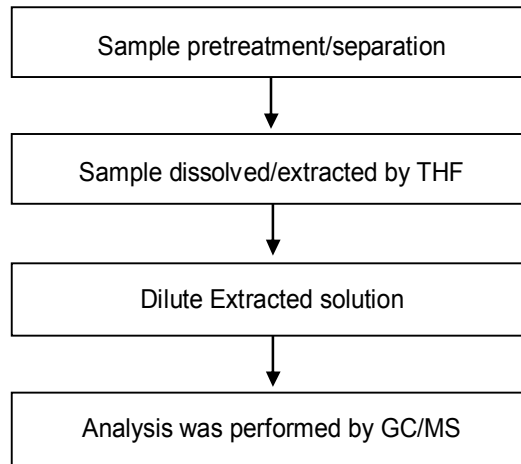 Sample pretreatment/separation
Sample dissolved/extracted by THF
Dilute Extracted solution
Analysis was performed by GC/MS